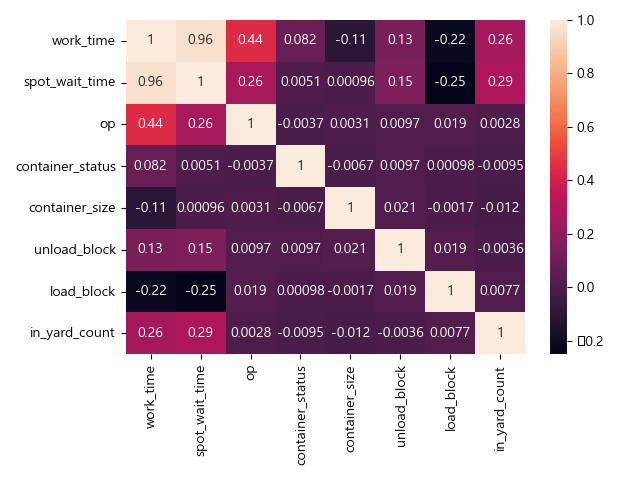 work_time 1 0.96 0.44 0.082 -0.11 0.13 -0.22 0.26
spot_wait_time 0.96 1 0.26 0.0051 0.00096 0.15 -0.25 0.29
op 0.44 0.26 1 -0.0037 0.0031 0.0097 0.019 0.0028
container_status 0.082 0.0051 -0.0037 1 -0.0067 0.0097 0.00098 -0.0095
container_size -0.11 0.00096 0.0031 -0.0067 1 0.021 -0.0017 -0.012
unload_block 0.13 0.15 0.0097 0.0097 0.021 1 0.019 -0.0036
load_block -0.22 -0.25 0.019 0.00098 -0.0017 0.019 1 0.0077
in_yard_count 0.26 0.29 0.0028 -0.0095 -0.012 -0.0036 0.0077 1
work_time
spot_wait_time
op
container_status
container_size
unload_block
load_block
in_yard_count
1.0
0.8
0.6
0.4
0.2
0.0
□0.2